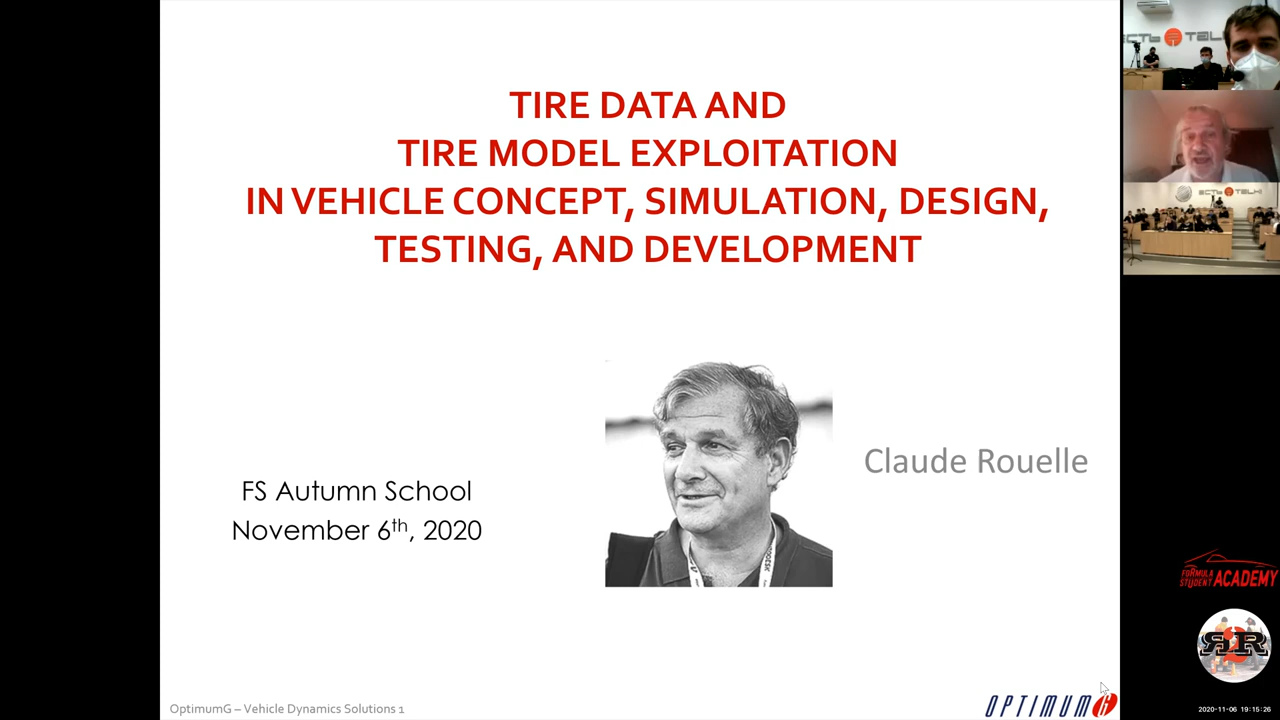 TIRE DATA AND
TIRE MODEL EXPLOITATION
IN VEHICLE CONCEPT, SIMULATION, DESIGN,
TESTING, AND DEVELOPMENT
Claude Rouelle
FS Autumn School
November 6th, 2020
OptimumG – Vehicle Dynamics Solutions 1
OPTIMUMG
FORMULA
STUDENT ACADEMY
2020-11-06 19:15:26